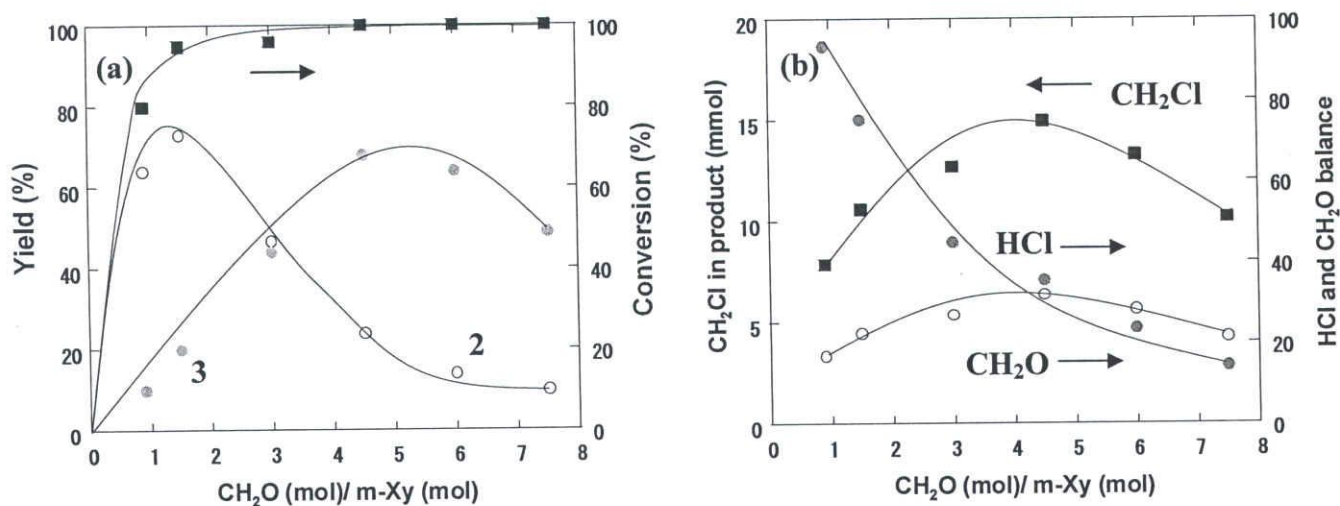 (a)
Yield (%)
100
80
60
40
20
0
0 1 2 3 4 5 6 7 8
CH₂O (mol)/ m-Xy (mol)
100
80
60
40
20
0
Conversion (%)
2
3
(b)
CH₂Cl in product (mmol)
20
15
10
5
0
0 1 2 3 4 5 6 7 8
CH₂O (mol)/ m-Xy (mol)
100
80
60
40
20
0
HCl and CH₂O balance
CH₂Cl
HCl
CH₂O